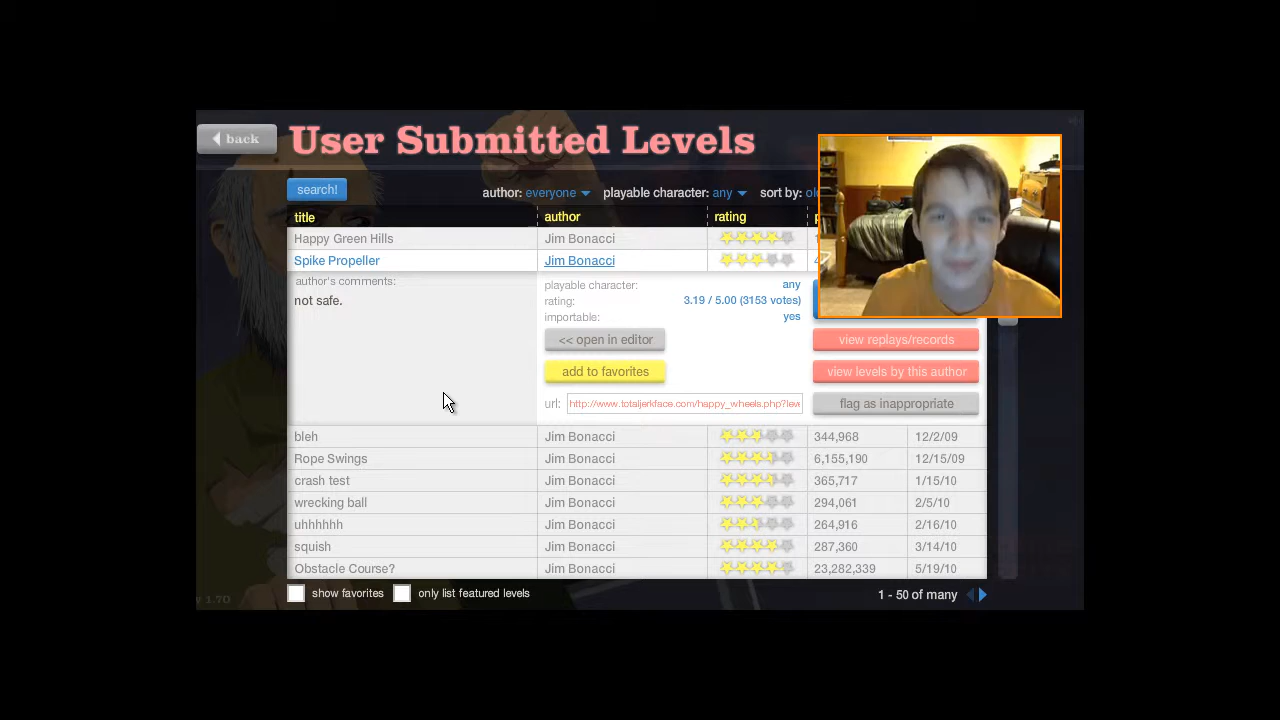 back
User Submitted Levels
search!
author: everyone playable character: any sort by:
title author rating
Happy Green Hills Jim Bonacci
Spike Propeller Jim Bonacci
author's comments:
not safe.
playable character: any
rating: 3.19 / 5.00 (3153 votes)
importable: yes
<< open in editor
view replays/records
add to favorites
view levels by this author
url: http://www.totaljerkface.com/happy_wheels.php?leve
flag as inappropriate
bleh Jim Bonacci 344,968 12/2/09
Rope Swings Jim Bonacci 6,155,190 12/15/09
crash test Jim Bonacci 365,717 1/15/10
wrecking ball Jim Bonacci 294,061 2/5/10
uhhhhhh Jim Bonacci 264,916 2/16/10
squish Jim Bonacci 287,360 3/14/10
Obstacle Course? Jim Bonacci 23,282,339 5/19/10
show favorites only list featured levels
1 - 50 of many
v 1.70